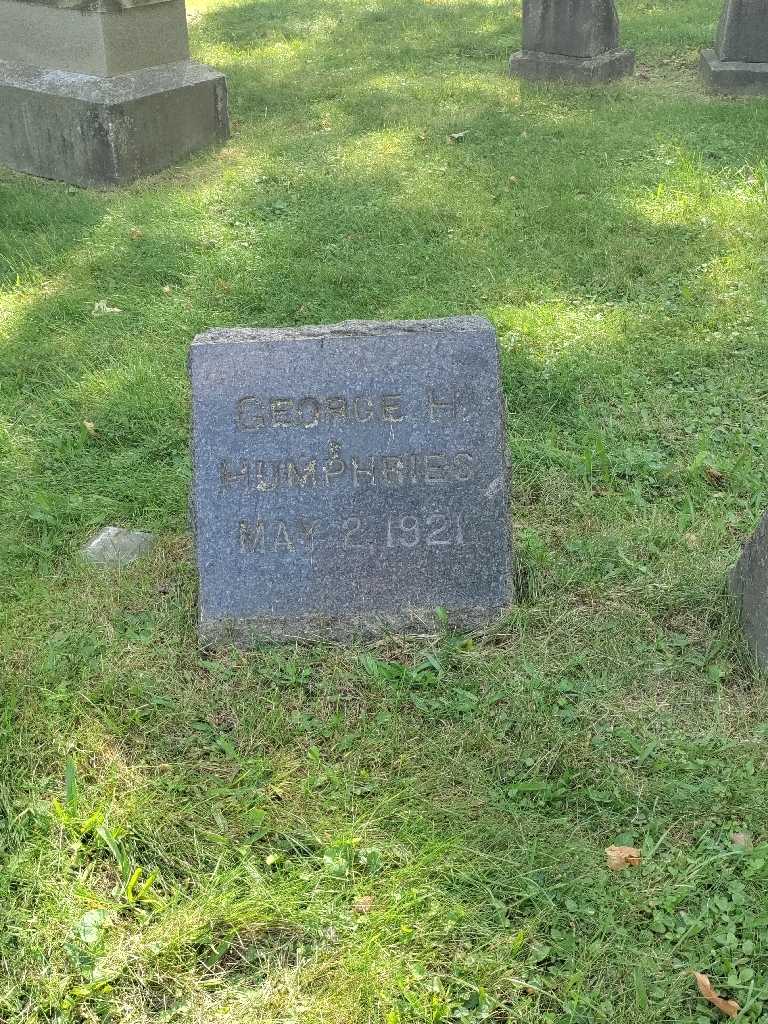 GEORGE H.
HUMPHRIES
MAY 2, 1921